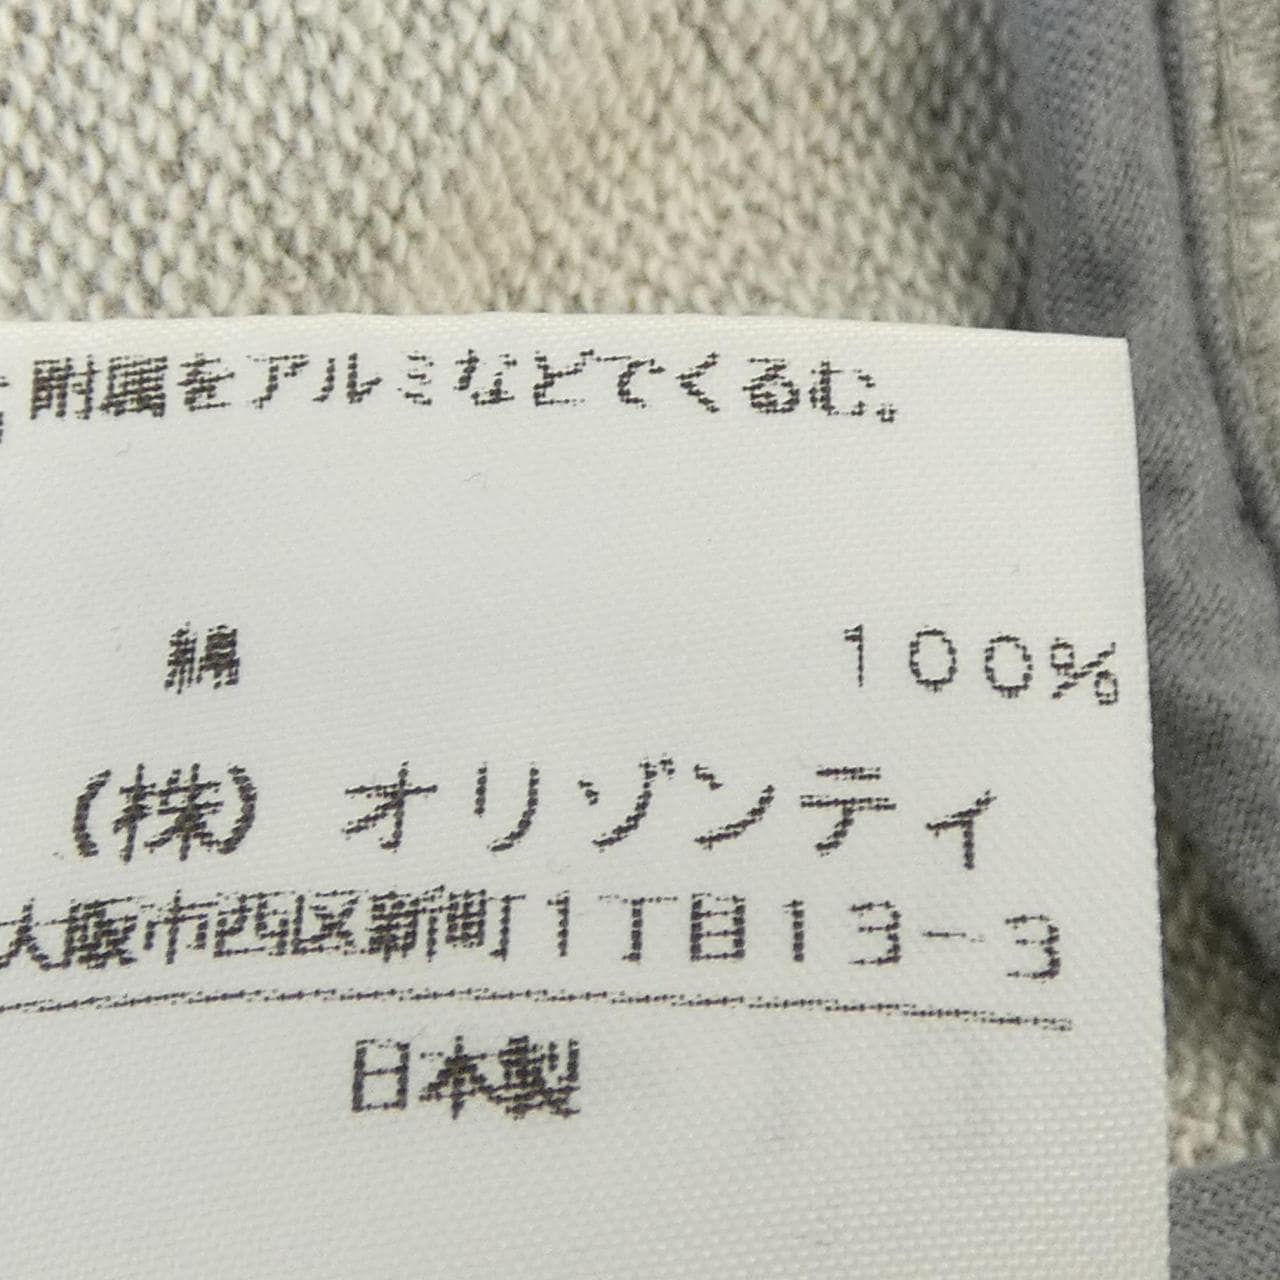 附属をアルミなどでくるむ。
綿 100%
(株) オリゾンティ
大阪市西区新町1丁目13-3
日本製